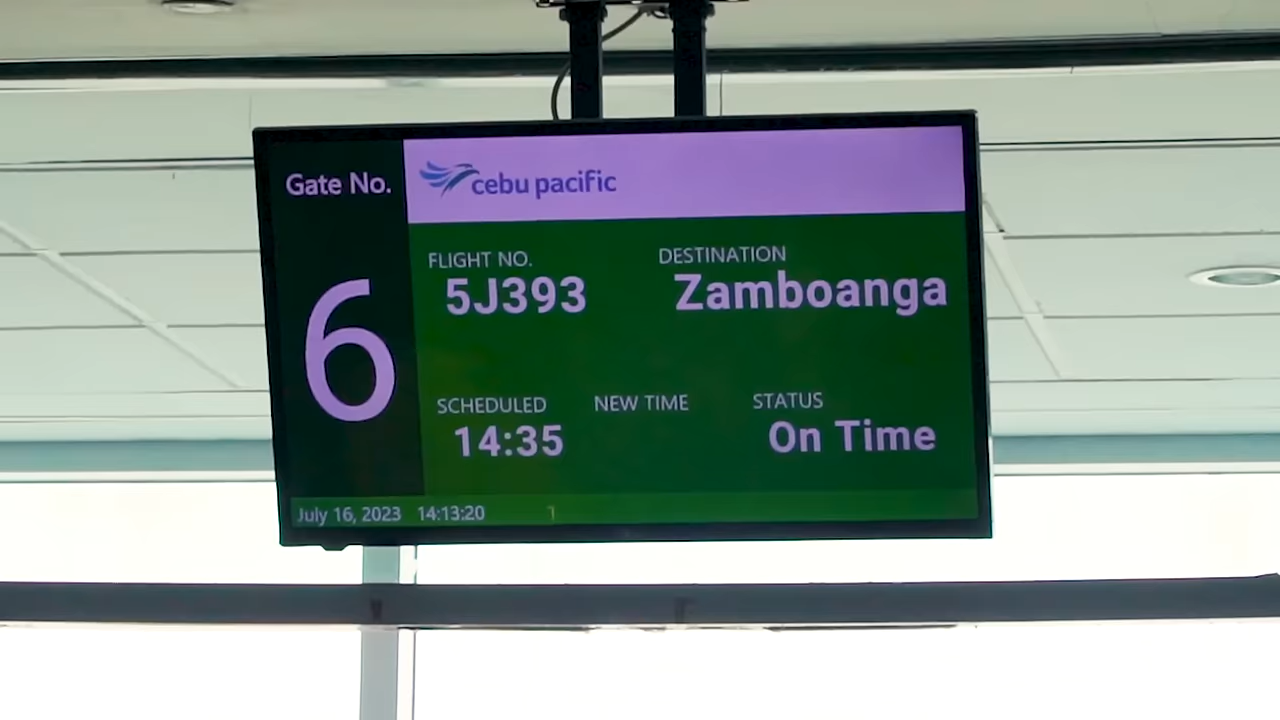 Gate No.
6
cebu pacific
FLIGHT NO.
5J393
DESTINATION
Zamboanga
SCHEDULED
14:35
NEW TIME
STATUS
On Time
July 16, 2023 14:13:20